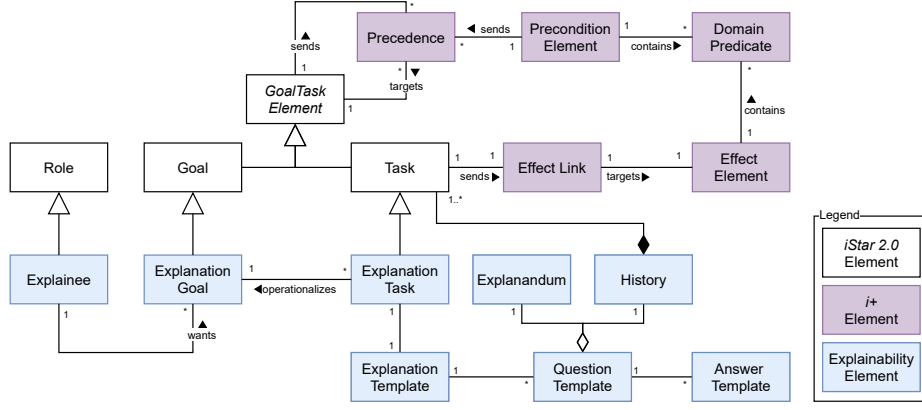 *
Precedence
sends
*
1
Precondition
Element
1
contains
*
Domain
Predicate
sends
1
*
targets
GoalTask
Element
1
*
contains
1
Role
Goal
Task
1
sends
1
Effect Link
1
targets
1
Effect
Element
1..*
Legend
iStar 2.0
Element
i+
Element
Explainability
Element
Explainee
Explanation
Goal
1
operationalizes
*
Explanation
Task
Explanandum
History
1
*
wants
1
1
1
1
Explanation
Template
1
*
Question
Template
1
*
Answer
Template